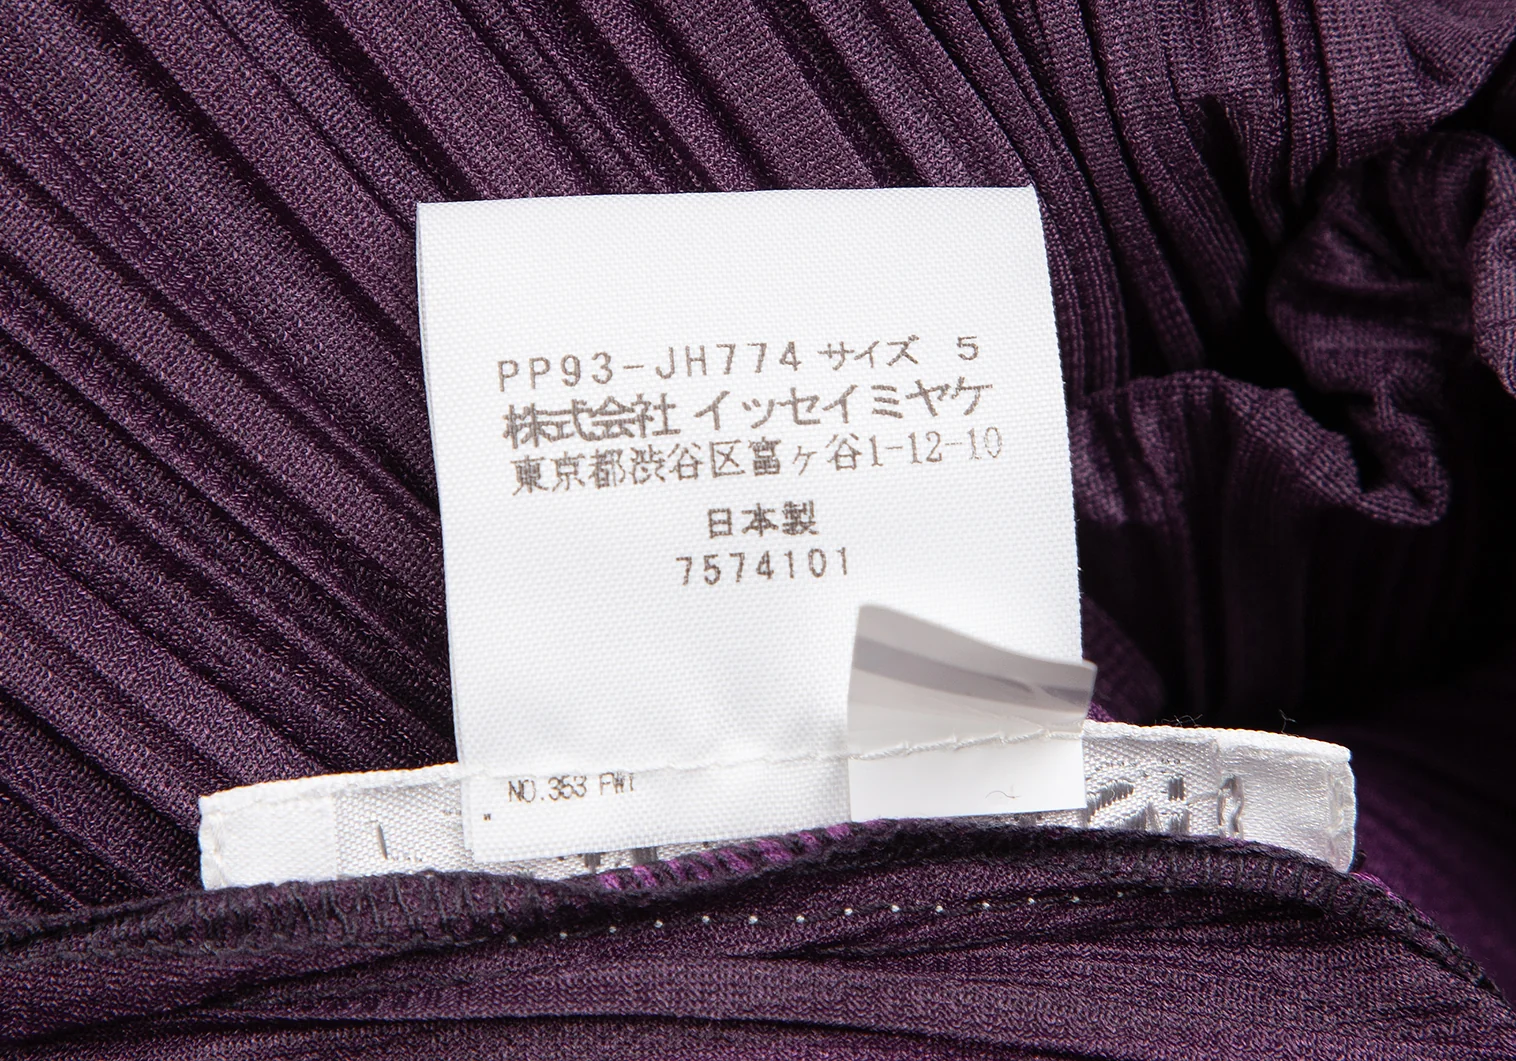 PP93-JH774 サイズ 5
株式会社 イッセイミヤケ
東京都渋谷区富ヶ谷1-12-10
日本製
7574101
NO.353 FW1